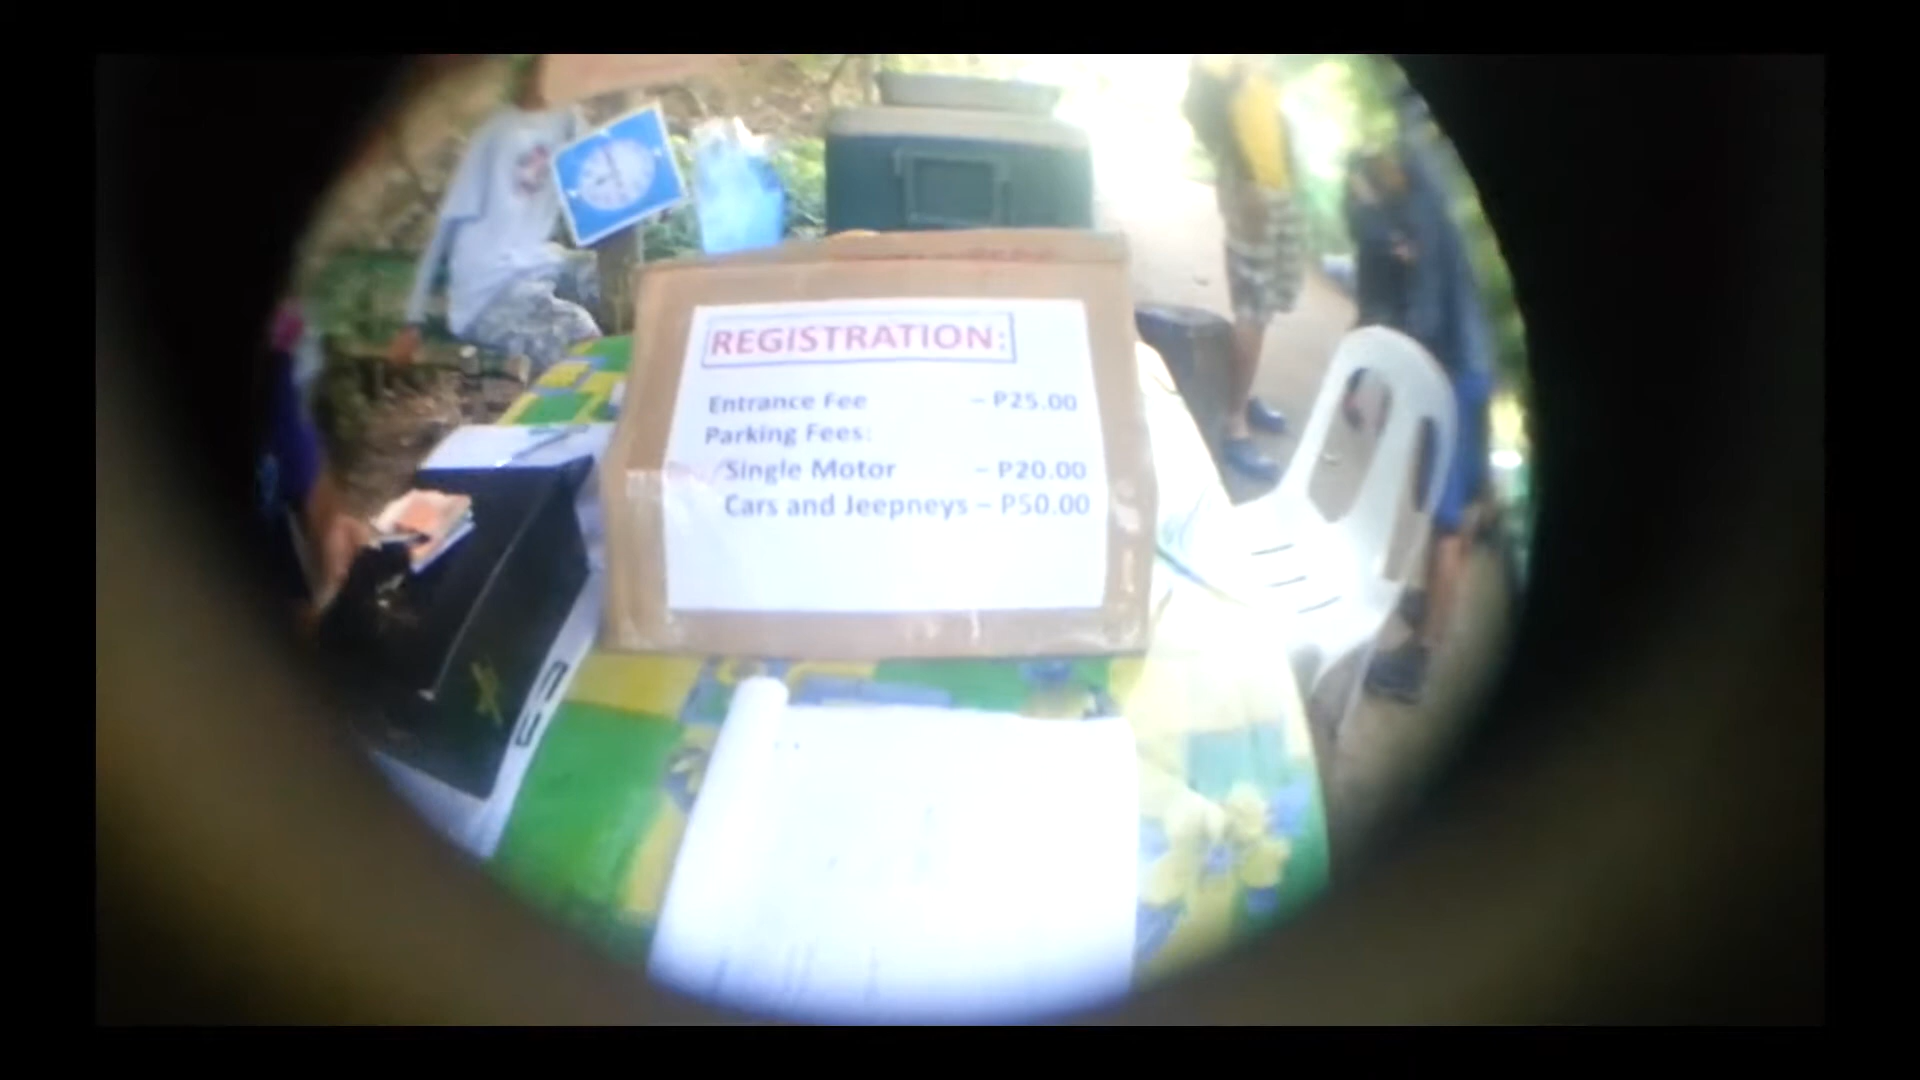 REGISTRATION:
Entrance Fee – P25.00
Parking Fees:
Single Motor – P20.00
Cars and Jeepneys – P50.00